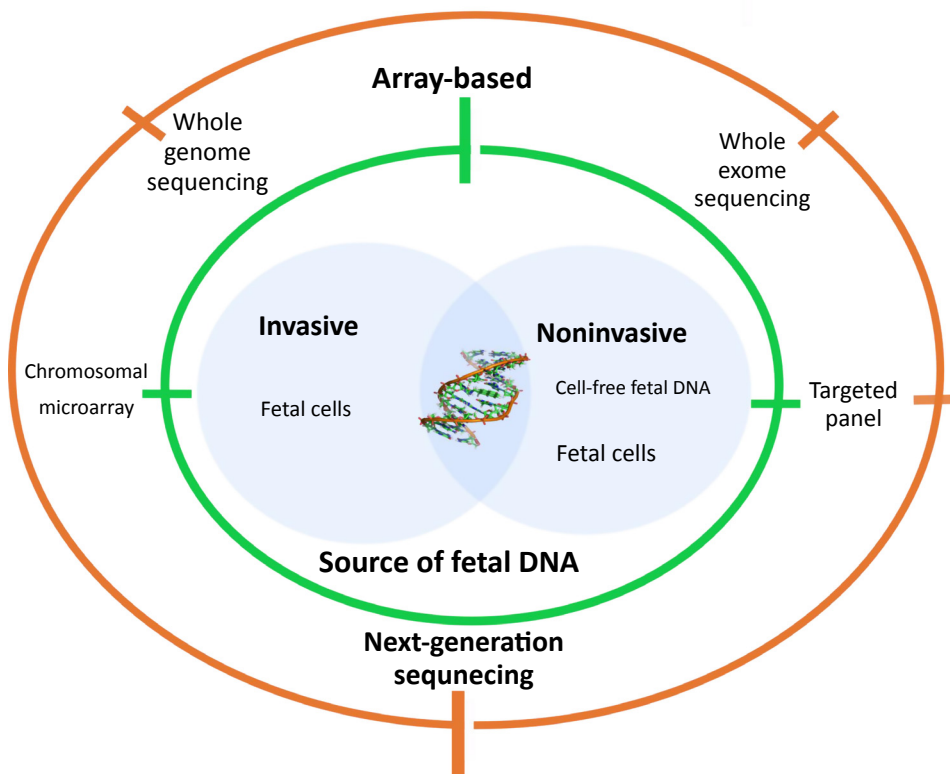 Array-based
Whole
genome
sequencing
Whole
exome
sequencing
Invasive
Fetal cells
Noninvasive
Cell-free fetal DNA
Fetal cells
Chromosomal
microarray
Targeted
panel
Source of fetal DNA
Next-generation
sequnecing